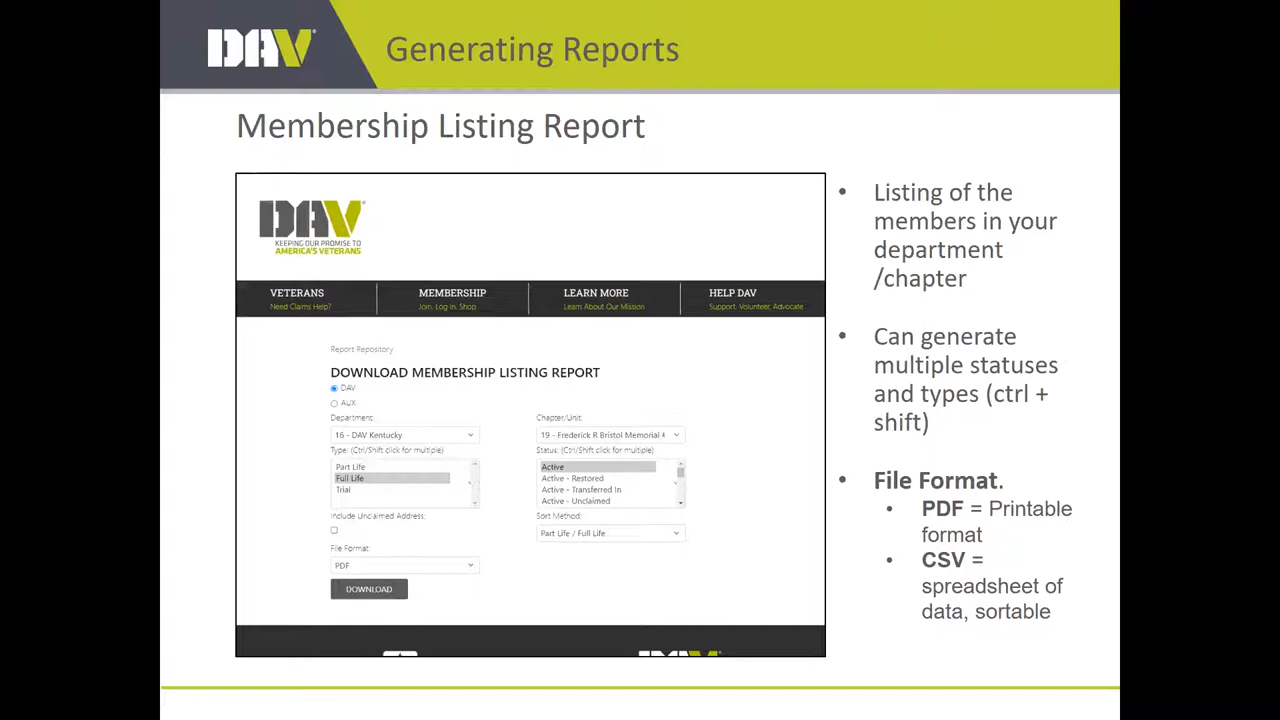 DAV
Generating Reports
Membership Listing Report
DAV
KEEPING OUR PROMISE TO
AMERICA'S VETERANS
VETERANS
Need Claims Help?
MEMBERSHIP
Join, Log in, Shop
LEARN MORE
Learn About Our Mission
HELP DAV
Support, Volunteer, Advocate
Report Repository
DOWNLOAD MEMBERSHIP LISTING REPORT
DAV
AUX
Department:
16 - DAV Kentucky
Chapter/Unit:
19 - Frederick R Bristol Memorial
Type: (Ctrl/Shift click for multiple)
Part Life
Full Life
Trial
Status: (Ctrl/Shift click for multiple)
Active
Active - Restored
Active - Transferred In
Active - Unclaimed
Include Unclaimed Address:
Sort Method:
Part Life / Full Life
File Format:
PDF
DOWNLOAD
• Listing of the
members in your
department
/chapter
• Can generate
multiple statuses
and types (ctrl +
shift)
• File Format.
• PDF = Printable
format
• CSV =
spreadsheet of
data, sortable